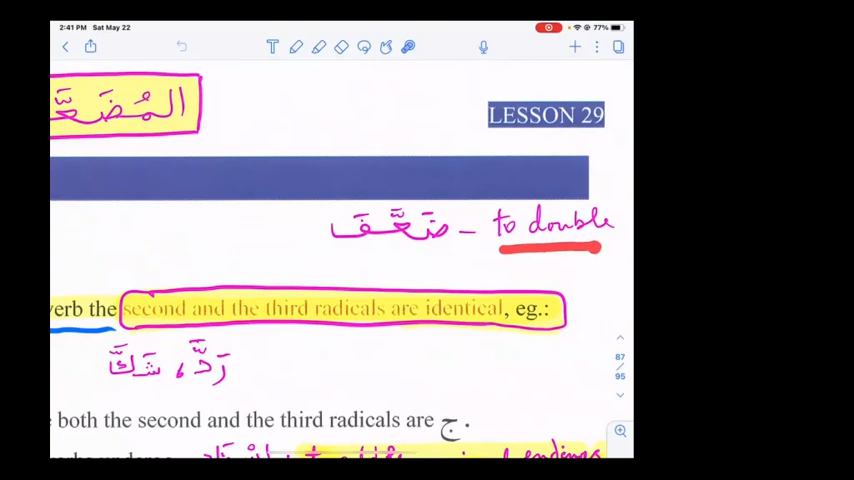 2:41 PM Sat May 22
77%
LESSON 29
ضَعَّفَ - to double
verb the second and the third radicals are identical, eg.:
رَدَّ، شَكَّ
87
/
95
both the second and the third radicals are ج.